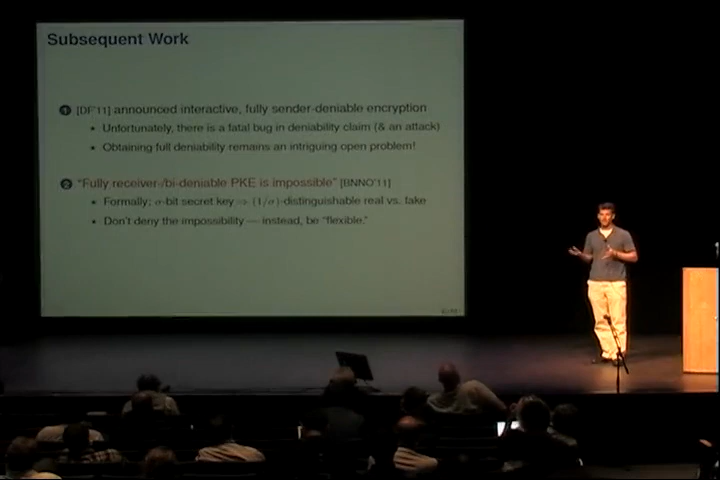 Subsequent Work
1 [DF'11] announced interactive, fully sender-deniable encryption
• Unfortunately, there is a fatal bug in deniability claim (& an attack)
• Obtaining full deniability remains an intriguing open problem!
2 "Fully receiver-/bi-deniable PKE is impossible" [BNNO'11]
• Formally: σ-bit secret key ⇒ (1/σ)-distinguishable real vs. fake
• Don't deny the impossibility — instead, be "flexible."